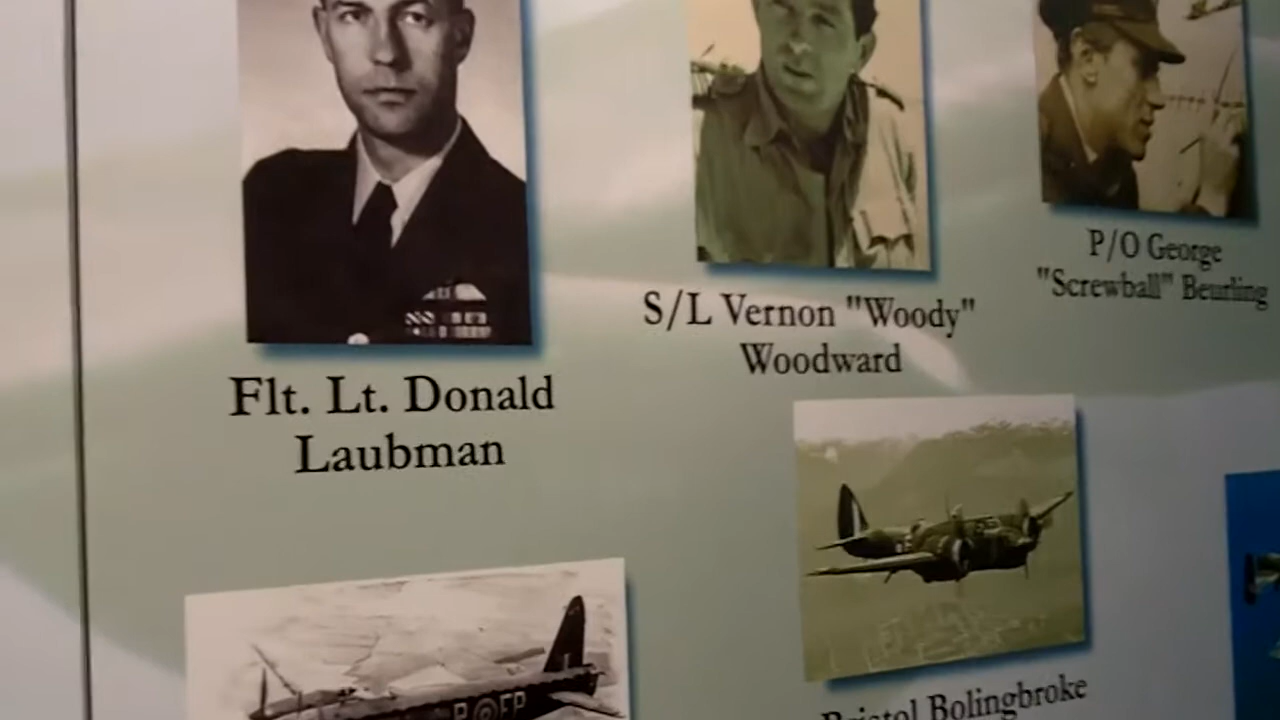 Flt. Lt. Donald
Laubman
S/L Vernon "Woody"
Woodward
P/O George
"Screwball" Beurling
Bristol Bolingbroke